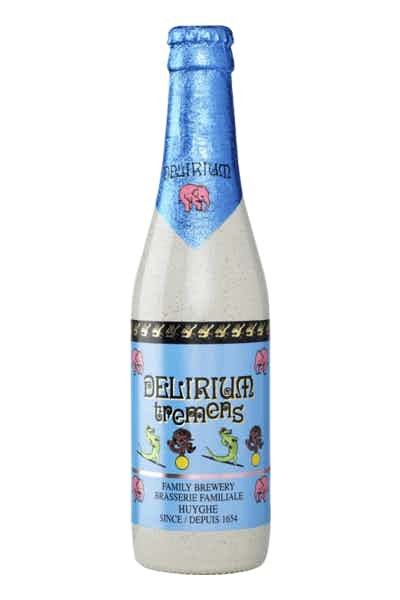 DELIRIUM
DELIRIUM
tremens
FAMILY BREWERY
BRASSERIE FAMILIALE
HUYGHE
SINCE / DEPUIS 1654